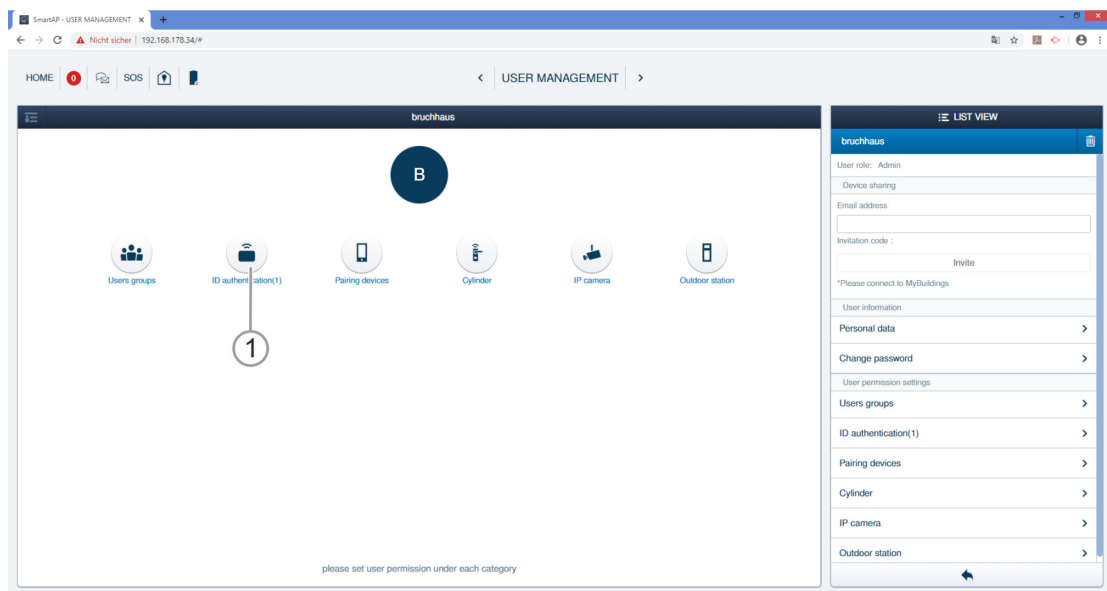 SmartAP - USER MANAGEMENT
Nicht sicher | 192.168.178.34/#
HOME 0 SOS
USER MANAGEMENT
bruchhaus
B
Users groups
ID authentication(1)
Pairing devices
Cylinder
IP camera
Outdoor station
1
please set user permission under each category
LIST VIEW
bruchhaus
User role: Admin
Device sharing
Email address
Invitation code :
Invite
*Please connect to MyBuildings
User information
Personal data
Change password
User permission settings
Users groups
ID authentication(1)
Pairing devices
Cylinder
IP camera
Outdoor station